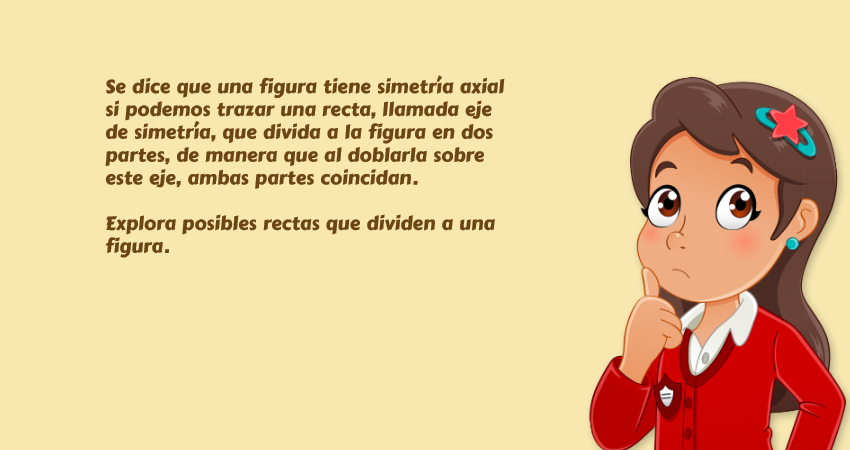 Se dice que una figura tiene simetría axial
si podemos trazar una recta, llamada eje
de simetría, que divida a la figura en dos
partes, de manera que al doblarla sobre
este eje, ambas partes coincidan.
Explora posibles rectas que dividen a una
figura.